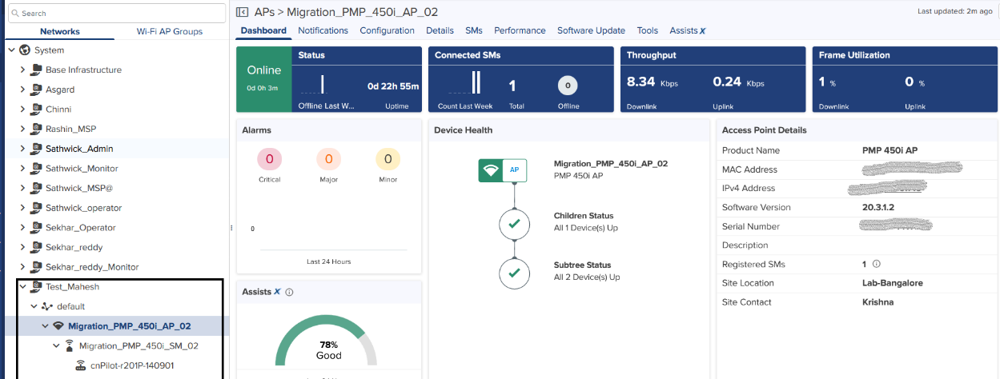 Search
Networks
Wi-Fi AP Groups
System
Base Infrastructure
Asgard
Chinni
Rashin_MSP
Sathwick_Admin
Sathwick_Monitor
Sathwick_MSP@
Sathwick_operator
Sekhar_Operator
Sekhar_reddy
Sekhar_reddy_Monitor
Test_Mahesh
default
Migration_PMP_450i_AP_02
Migration_PMP_450i_SM_02
cnPilot-r201P-140901
APs > Migration_PMP_450i_AP_02
Last updated: 2m ago
Dashboard Notifications Configuration Details SMs Performance Software Update Tools Assists X
Online
0d 0h 3m
Status
0d 22h 55m
Offline Last W... Uptime
Connected SMs
1 0
Count Last Week Total Offline
Throughput
8.34 Kbps 0.24 Kbps
Downlink Uplink
Frame Utilization
1 % 0 %
Downlink Uplink
Alarms
0 0 0
Critical Major Minor
0
Last 24 Hours
Assists X
78%
Good
Device Health
AP
Migration_PMP_450i_AP_02
PMP 450i AP
Children Status
All 1 Device(s) Up
Subtree Status
All 2 Device(s) Up
Access Point Details
Product Name PMP 450i AP
MAC Address
IPv4 Address
Software Version 20.3.1.2
Serial Number
Description
Registered SMs 1
Site Location Lab-Bangalore
Site Contact Krishna